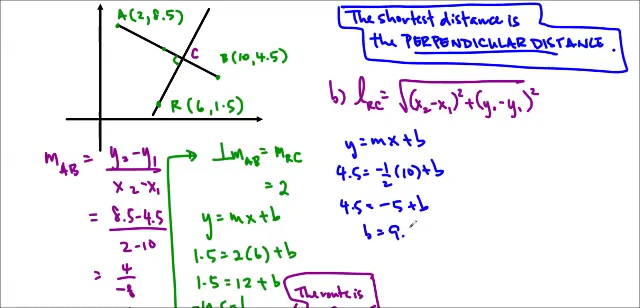 A(2,8.5)
C
B(10,4.5)
R(6,1.5)
m_AB = y₂-y₁
x₂-x₁
= 8.5-4.5
2-10
= 4
-8
⊥m_AB = m_RC
= 2
y = mx+b
1.5 = 2(6)+b
1.5 = 12+b
The route is
The shortest distance is
the PERPENDICULAR DISTANCE.
b) l_RC = √(x₂-x₁)²+(y₂-y₁)²
y = mx+b
4.5 = -1/2(10)+b
4.5 = -5+b
b = 9.